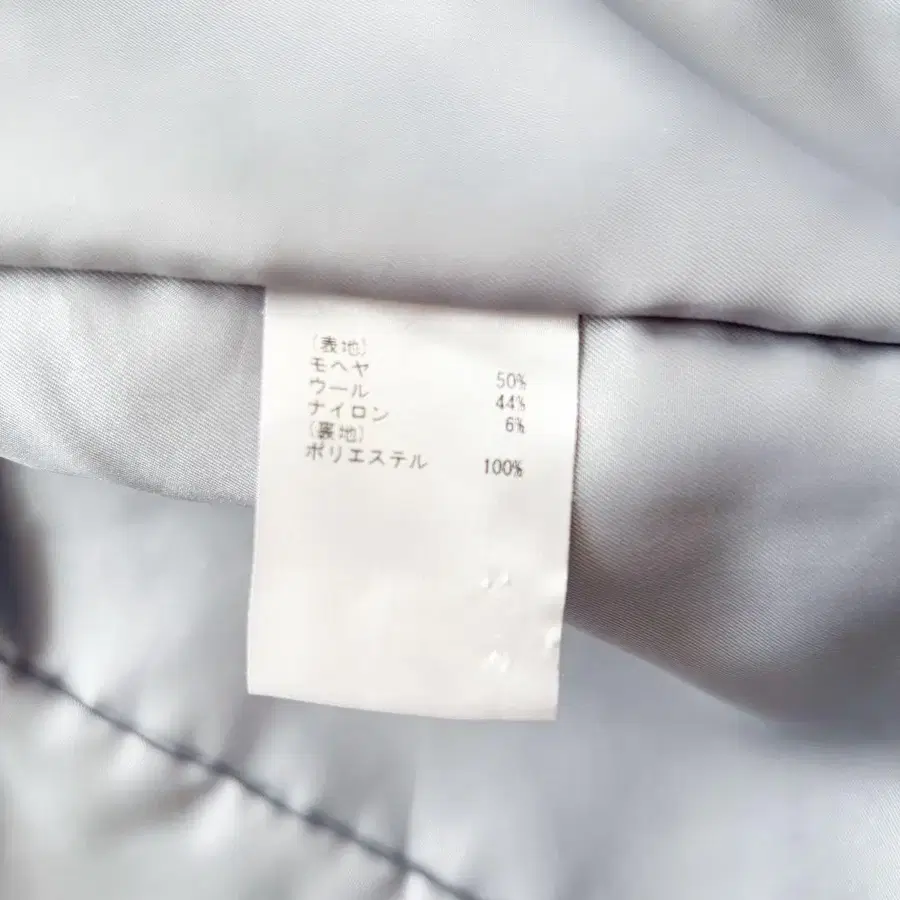 (表地)
モヘヤ 50%
ウール 44%
ナイロン 6%
(裏地)
ポリエステル 100%